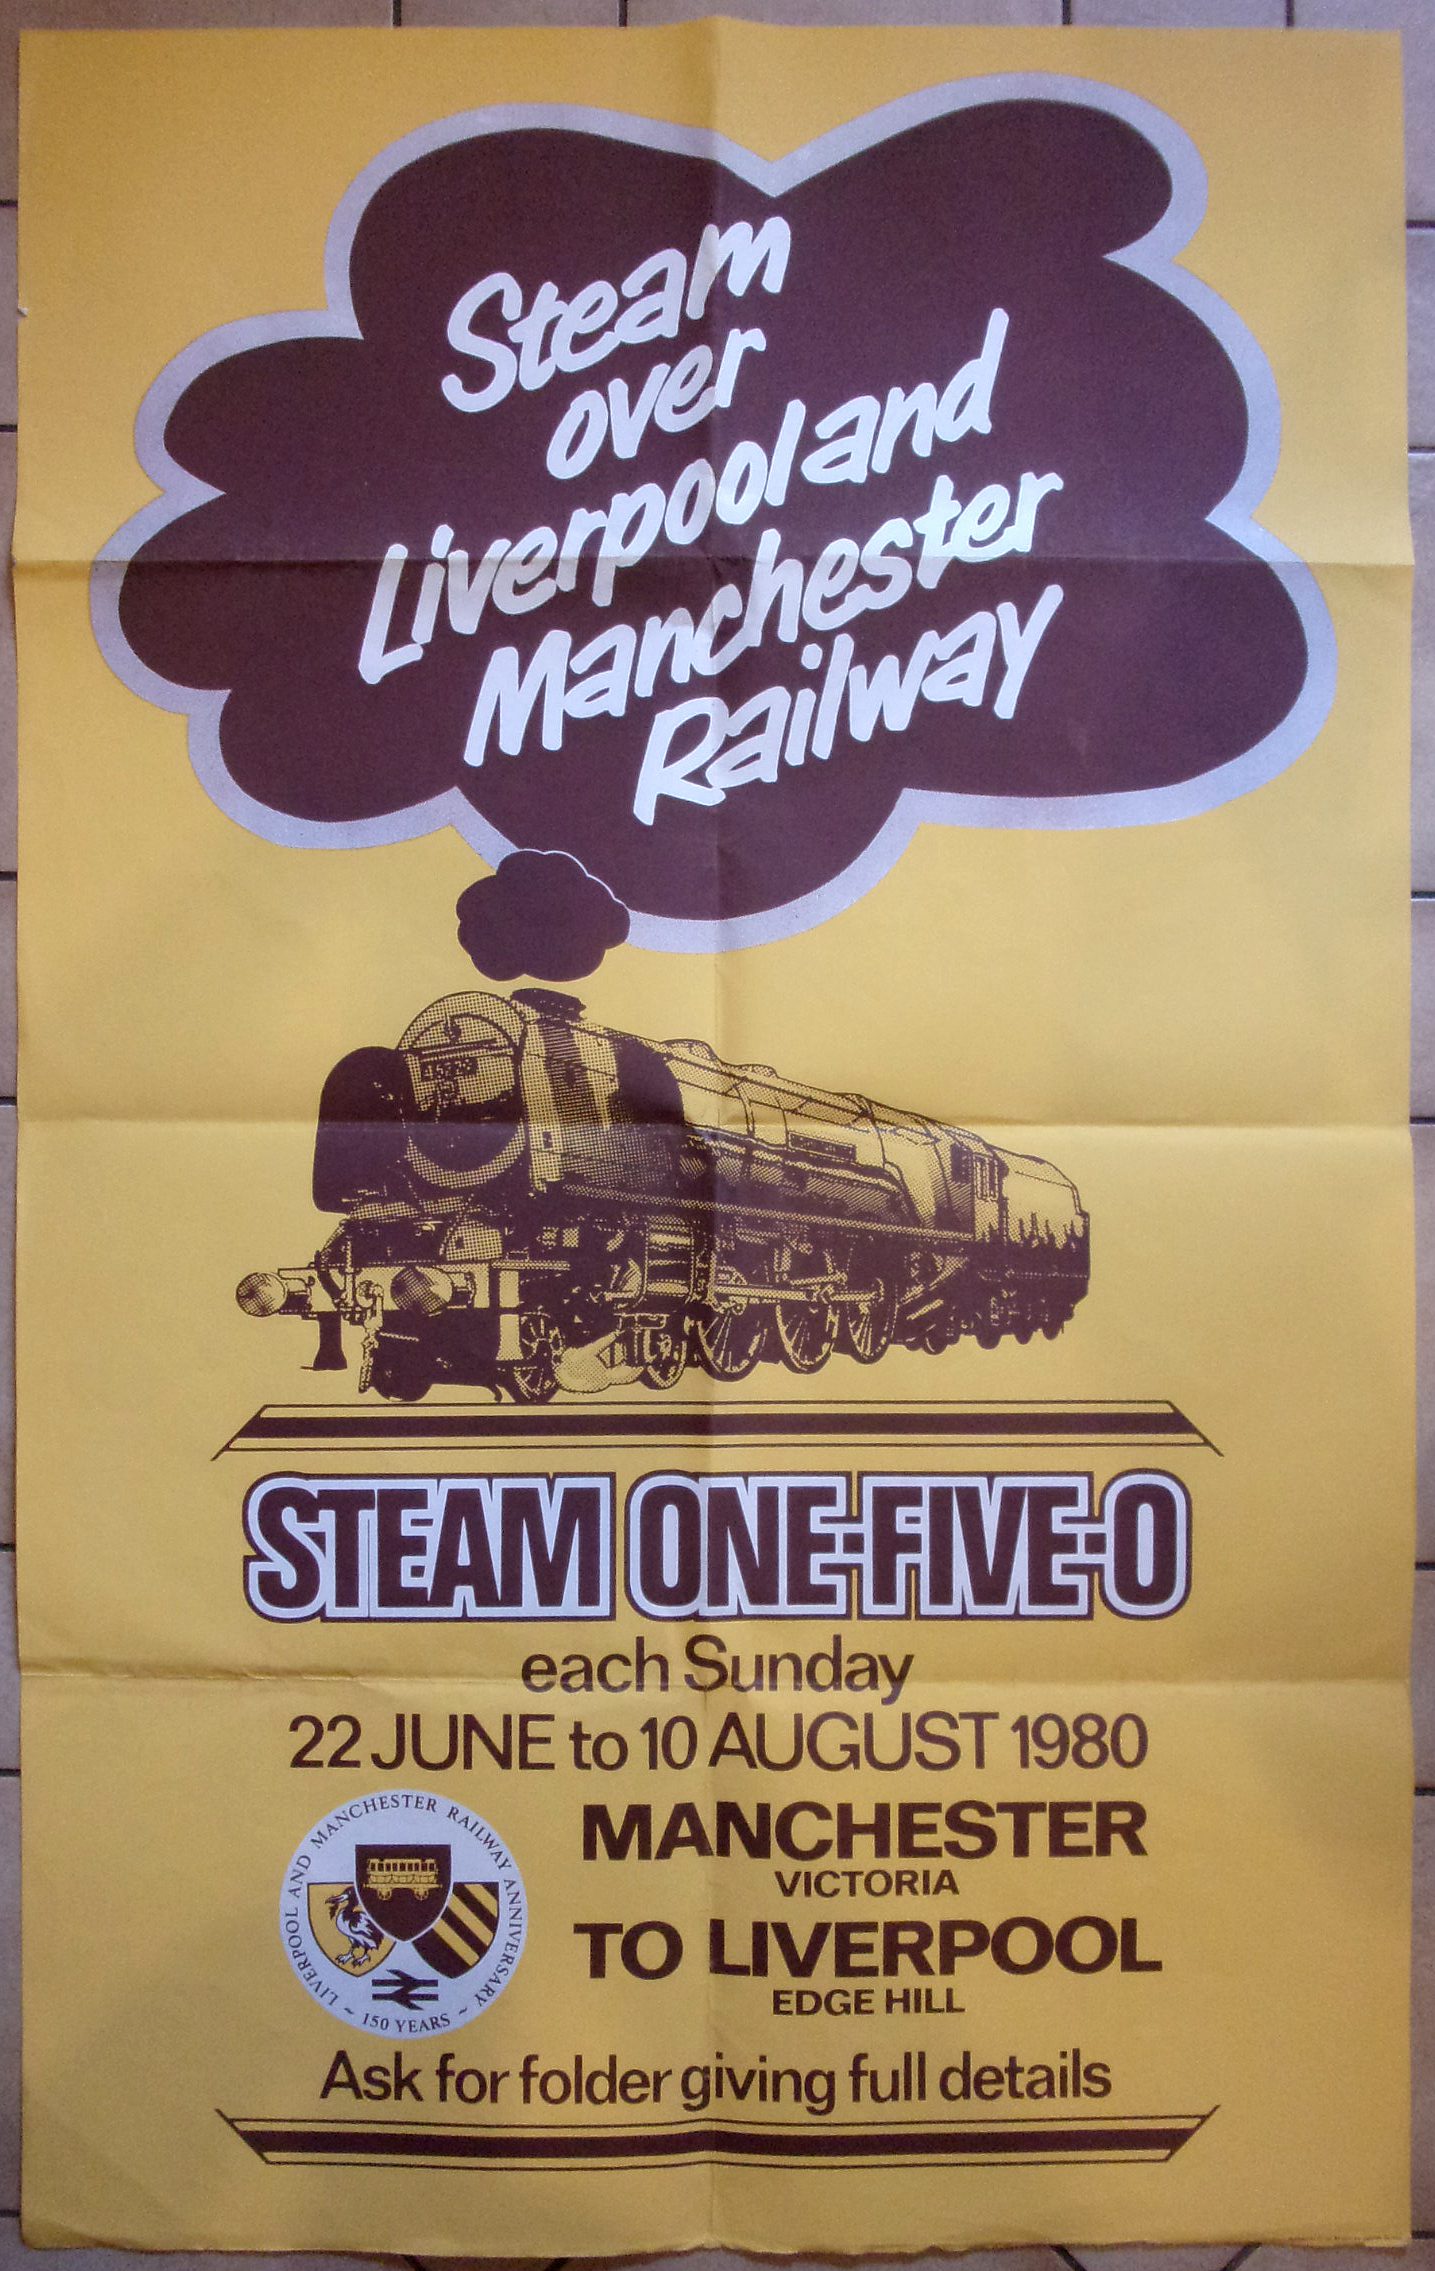 Steam
over
Liverpool and
Manchester
Railway
STEAM ONE-FIVE-O
each Sunday
22 JUNE to 10 AUGUST 1980
MANCHESTER
VICTORIA
TO LIVERPOOL
EDGE HILL
LIVERPOOL AND MANCHESTER RAILWAY ANNIVERSARY
~ 150 YEARS ~
Ask for folder giving full details